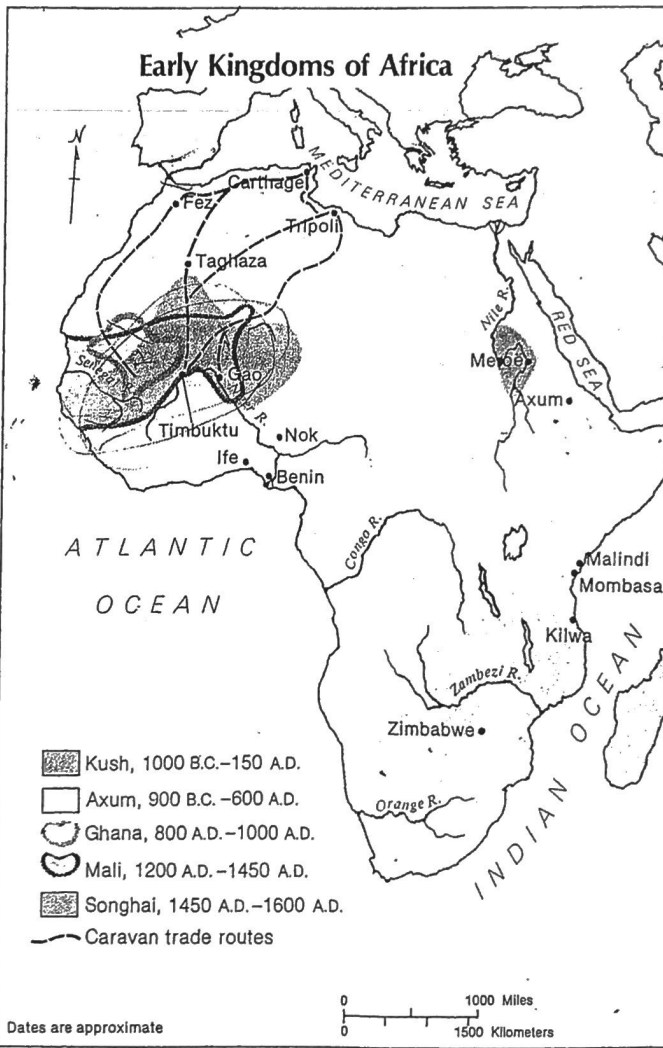 Early Kingdoms of Africa
N
MEDITERRANEAN SEA
Carthage
Fez
Tripoli
Taghaza
Nile R.
RED SEA
Senegal
Gao
Meroë
Axum
R.
Timbuktu
Nok
Ife
Benin
Congo R.
ATLANTIC
OCEAN
Malindi
Mombasa
Kilwa
Zambezi R.
Zimbabwe
INDIAN OCEAN
Orange R.
Kush, 1000 B.C.–150 A.D.
Axum, 900 B.C.–600 A.D.
Ghana, 800 A.D.–1000 A.D.
Mali, 1200 A.D.–1450 A.D.
Songhai, 1450 A.D.–1600 A.D.
Caravan trade routes
Dates are approximate
0 1000 Miles
0 1500 Kilometers